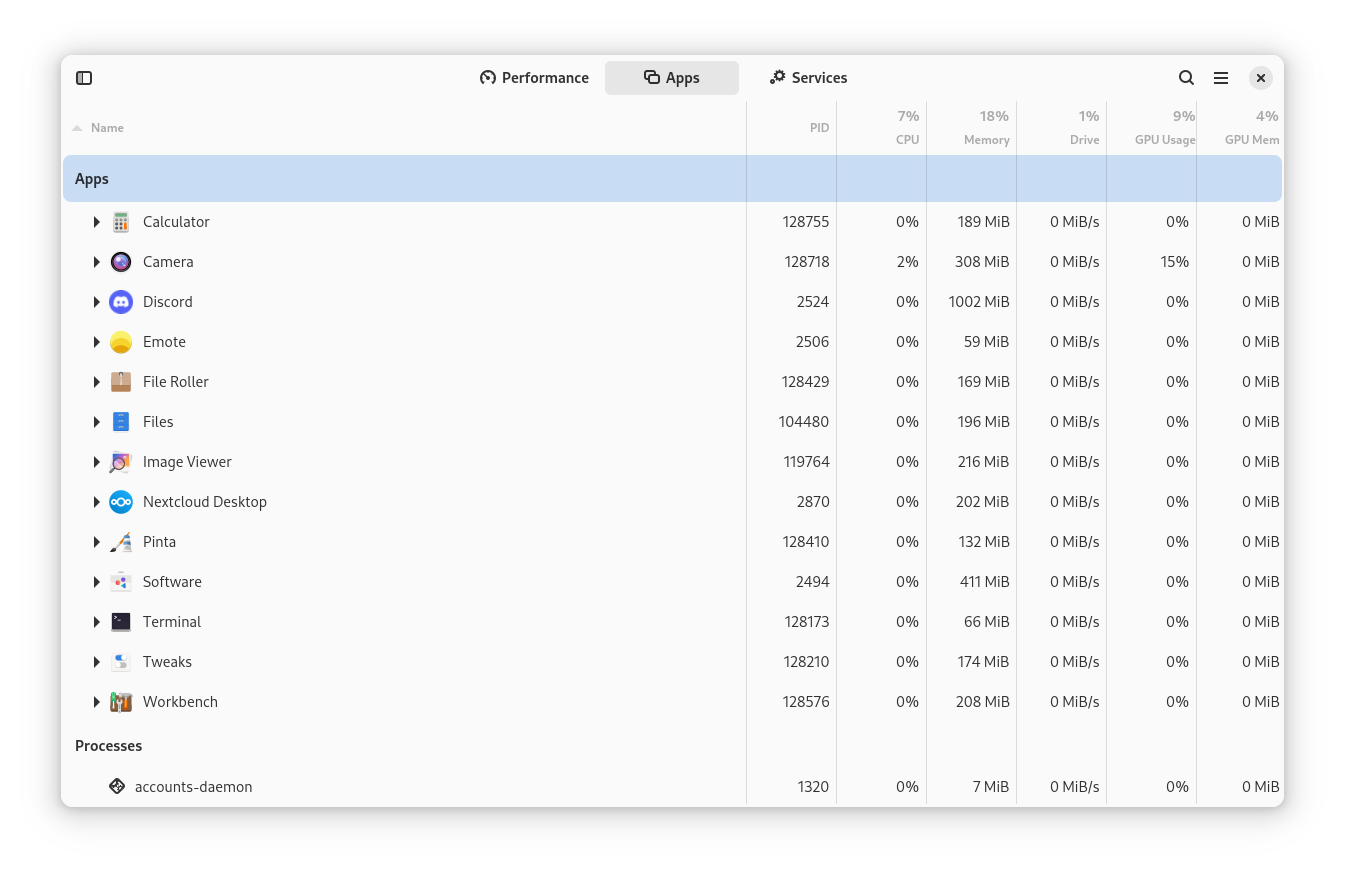 Performance Apps Services
7% 18% 1% 9% 4%
Name PID CPU Memory Drive GPU Usage GPU Mem
Apps
Calculator 128755 0% 189 MiB 0 MiB/s 0% 0 MiB
Camera 128718 2% 308 MiB 0 MiB/s 15% 0 MiB
Discord 2524 0% 1002 MiB 0 MiB/s 0% 0 MiB
Emote 2506 0% 59 MiB 0 MiB/s 0% 0 MiB
File Roller 128429 0% 169 MiB 0 MiB/s 0% 0 MiB
Files 104480 0% 196 MiB 0 MiB/s 0% 0 MiB
Image Viewer 119764 0% 216 MiB 0 MiB/s 0% 0 MiB
Nextcloud Desktop 2870 0% 202 MiB 0 MiB/s 0% 0 MiB
Pinta 128410 0% 132 MiB 0 MiB/s 0% 0 MiB
Software 2494 0% 411 MiB 0 MiB/s 0% 0 MiB
Terminal 128173 0% 66 MiB 0 MiB/s 0% 0 MiB
Tweaks 128210 0% 174 MiB 0 MiB/s 0% 0 MiB
Workbench 128576 0% 208 MiB 0 MiB/s 0% 0 MiB
Processes
accounts-daemon 1320 0% 7 MiB 0 MiB/s 0% 0 MiB